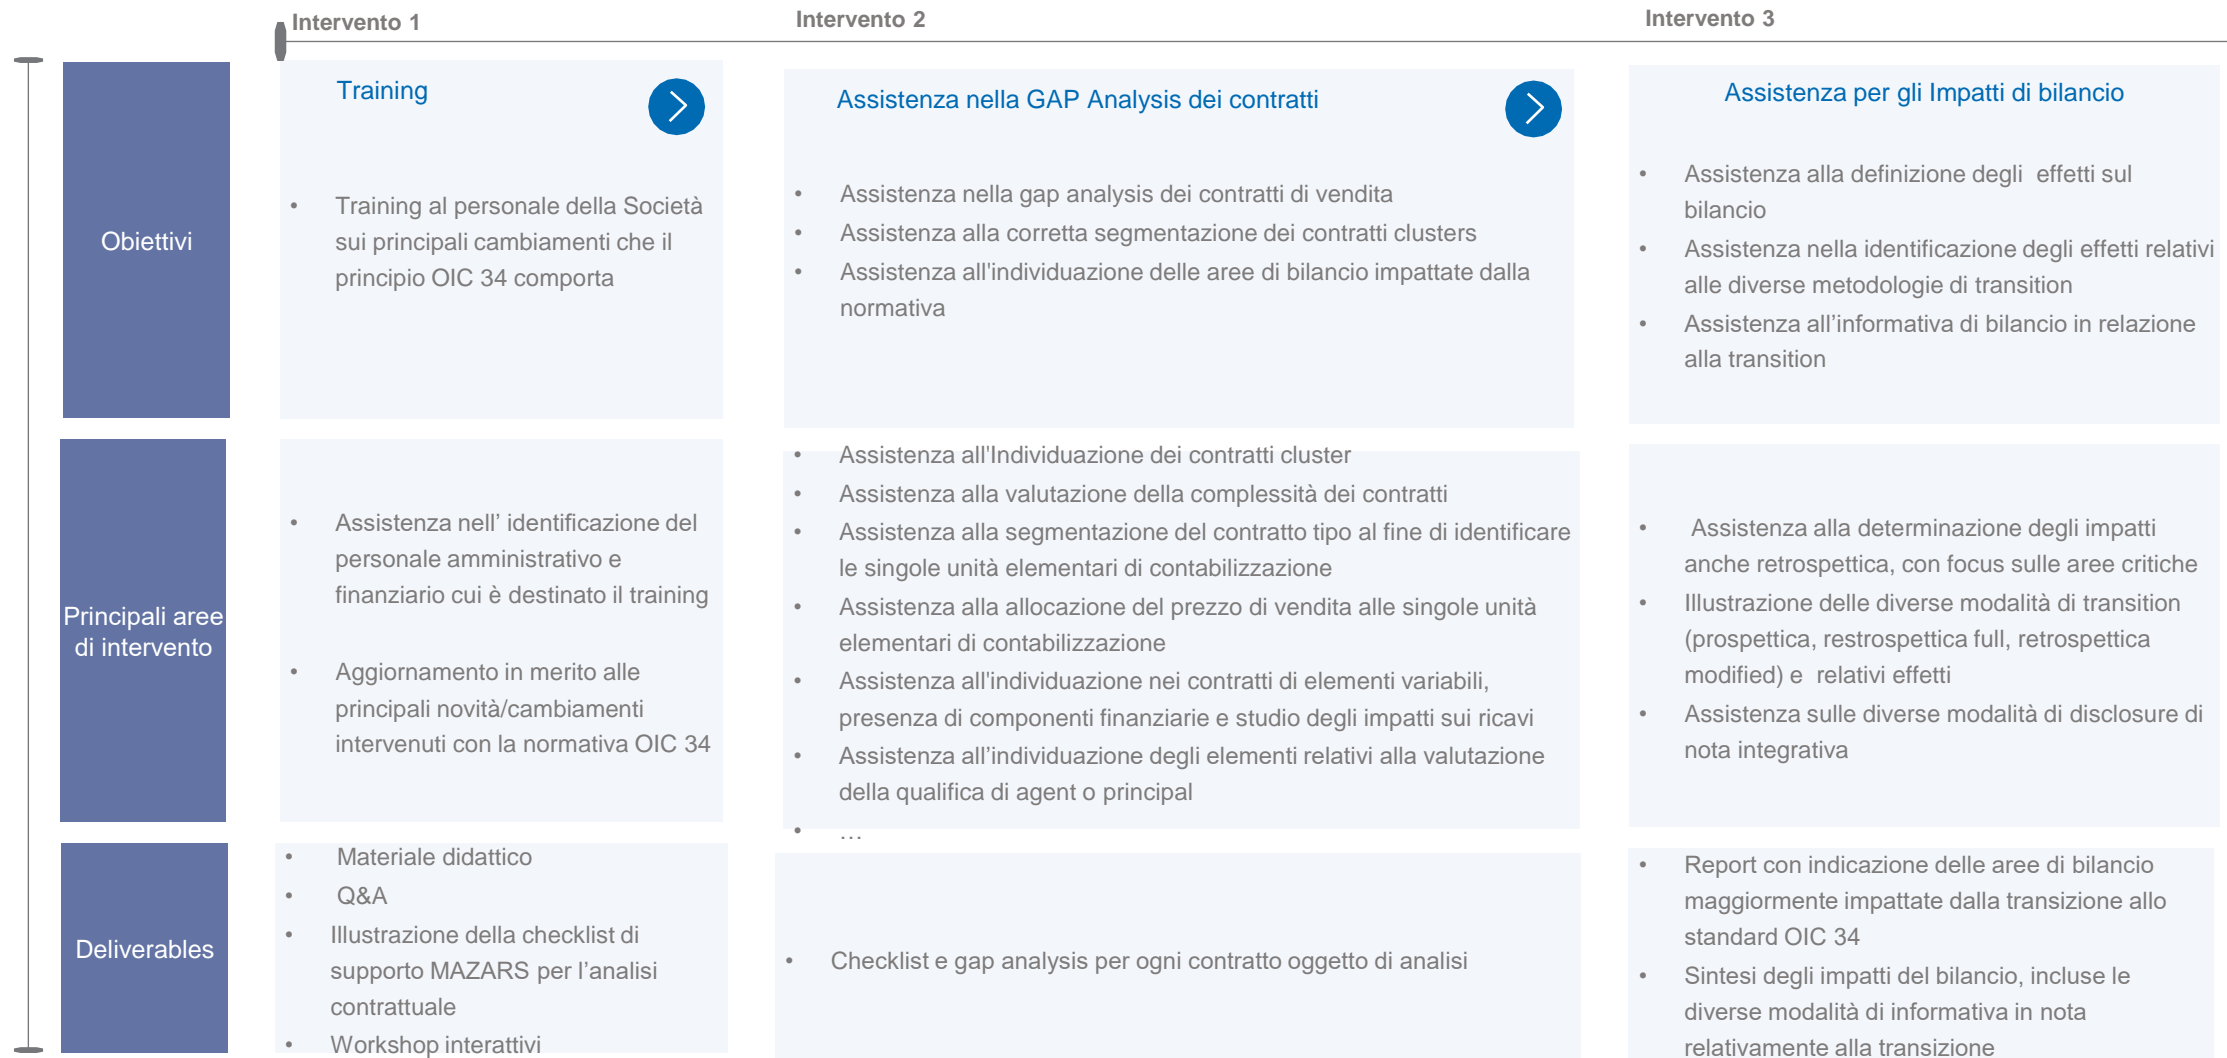 Intervento 1
Intervento 2
Intervento 3
Training
Assistenza nella GAP Analysis dei contratti
Assistenza per gli Impatti di bilancio
Obiettivi
• Training al personale della Società
sui principali cambiamenti che il
principio OIC 34 comporta
• Assistenza nella gap analysis dei contratti di vendita
• Assistenza alla corretta segmentazione dei contratti clusters
• Assistenza all'individuazione delle aree di bilancio impattate dalla
normativa
• Assistenza alla definizione degli effetti sul
bilancio
• Assistenza nella identificazione degli effetti relativi
alle diverse metodologie di transition
• Assistenza all’informativa di bilancio in relazione
alla transition
Principali aree
di intervento
• Assistenza nell’ identificazione del
personale amministrativo e
finanziario cui è destinato il training
• Aggiornamento in merito alle
principali novità/cambiamenti
intervenuti con la normativa OIC 34
• Assistenza all'Individuazione dei contratti cluster
• Assistenza alla valutazione della complessità dei contratti
• Assistenza alla segmentazione del contratto tipo al fine di identificare
le singole unità elementari di contabilizzazione
• Assistenza alla allocazione del prezzo di vendita alle singole unità
elementari di contabilizzazione
• Assistenza all'individuazione nei contratti di elementi variabili,
presenza di componenti finanziarie e studio degli impatti sui ricavi
• Assistenza all’individuazione degli elementi relativi alla valutazione
della qualifica di agent o principal
• …
• Assistenza alla determinazione degli impatti
anche retrospettica, con focus sulle aree critiche
• Illustrazione delle diverse modalità di transition
(prospettica, restrospettica full, retrospettica
modified) e relativi effetti
• Assistenza sulle diverse modalità di disclosure di
nota integrativa
Deliverables
• Materiale didattico
• Q&A
• Illustrazione della checklist di
supporto MAZARS per l’analisi
contrattuale
• Workshop interattivi
• Checklist e gap analysis per ogni contratto oggetto di analisi
• Report con indicazione delle aree di bilancio
maggiormente impattate dalla transizione allo
standard OIC 34
• Sintesi degli impatti del bilancio, incluse le
diverse modalità di informativa in nota
relativamente alla transizione